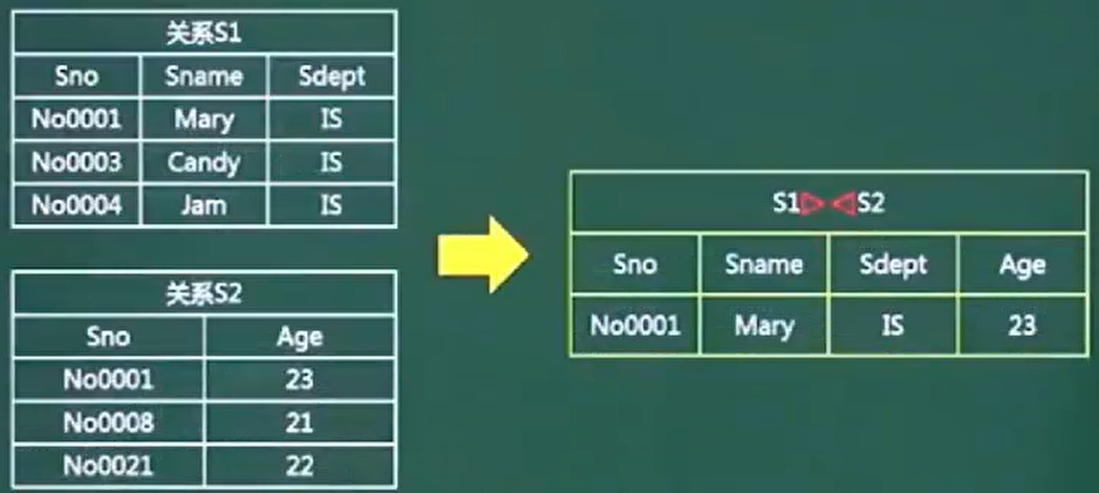 关系S1
Sno Sname Sdept
No0001 Mary IS
No0003 Candy IS
No0004 Jam IS
关系S2
Sno Age
No0001 23
No0008 21
No0021 22
S1▷◁S2
Sno Sname Sdept Age
No0001 Mary IS 23